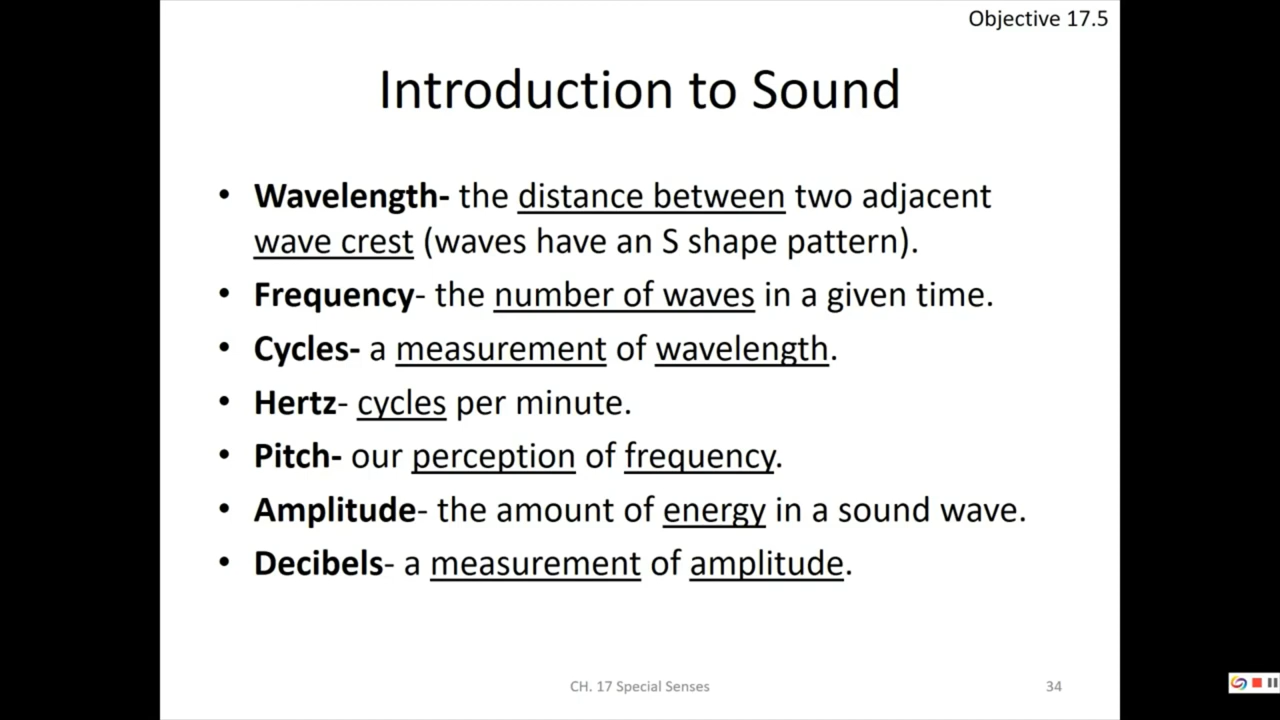 Objective 17.5
Introduction to Sound
• Wavelength- the distance between two adjacent
wave crest (waves have an S shape pattern).
• Frequency- the number of waves in a given time.
• Cycles- a measurement of wavelength.
• Hertz- cycles per minute.
• Pitch- our perception of frequency.
• Amplitude- the amount of energy in a sound wave.
• Decibels- a measurement of amplitude.
CH. 17 Special Senses
34